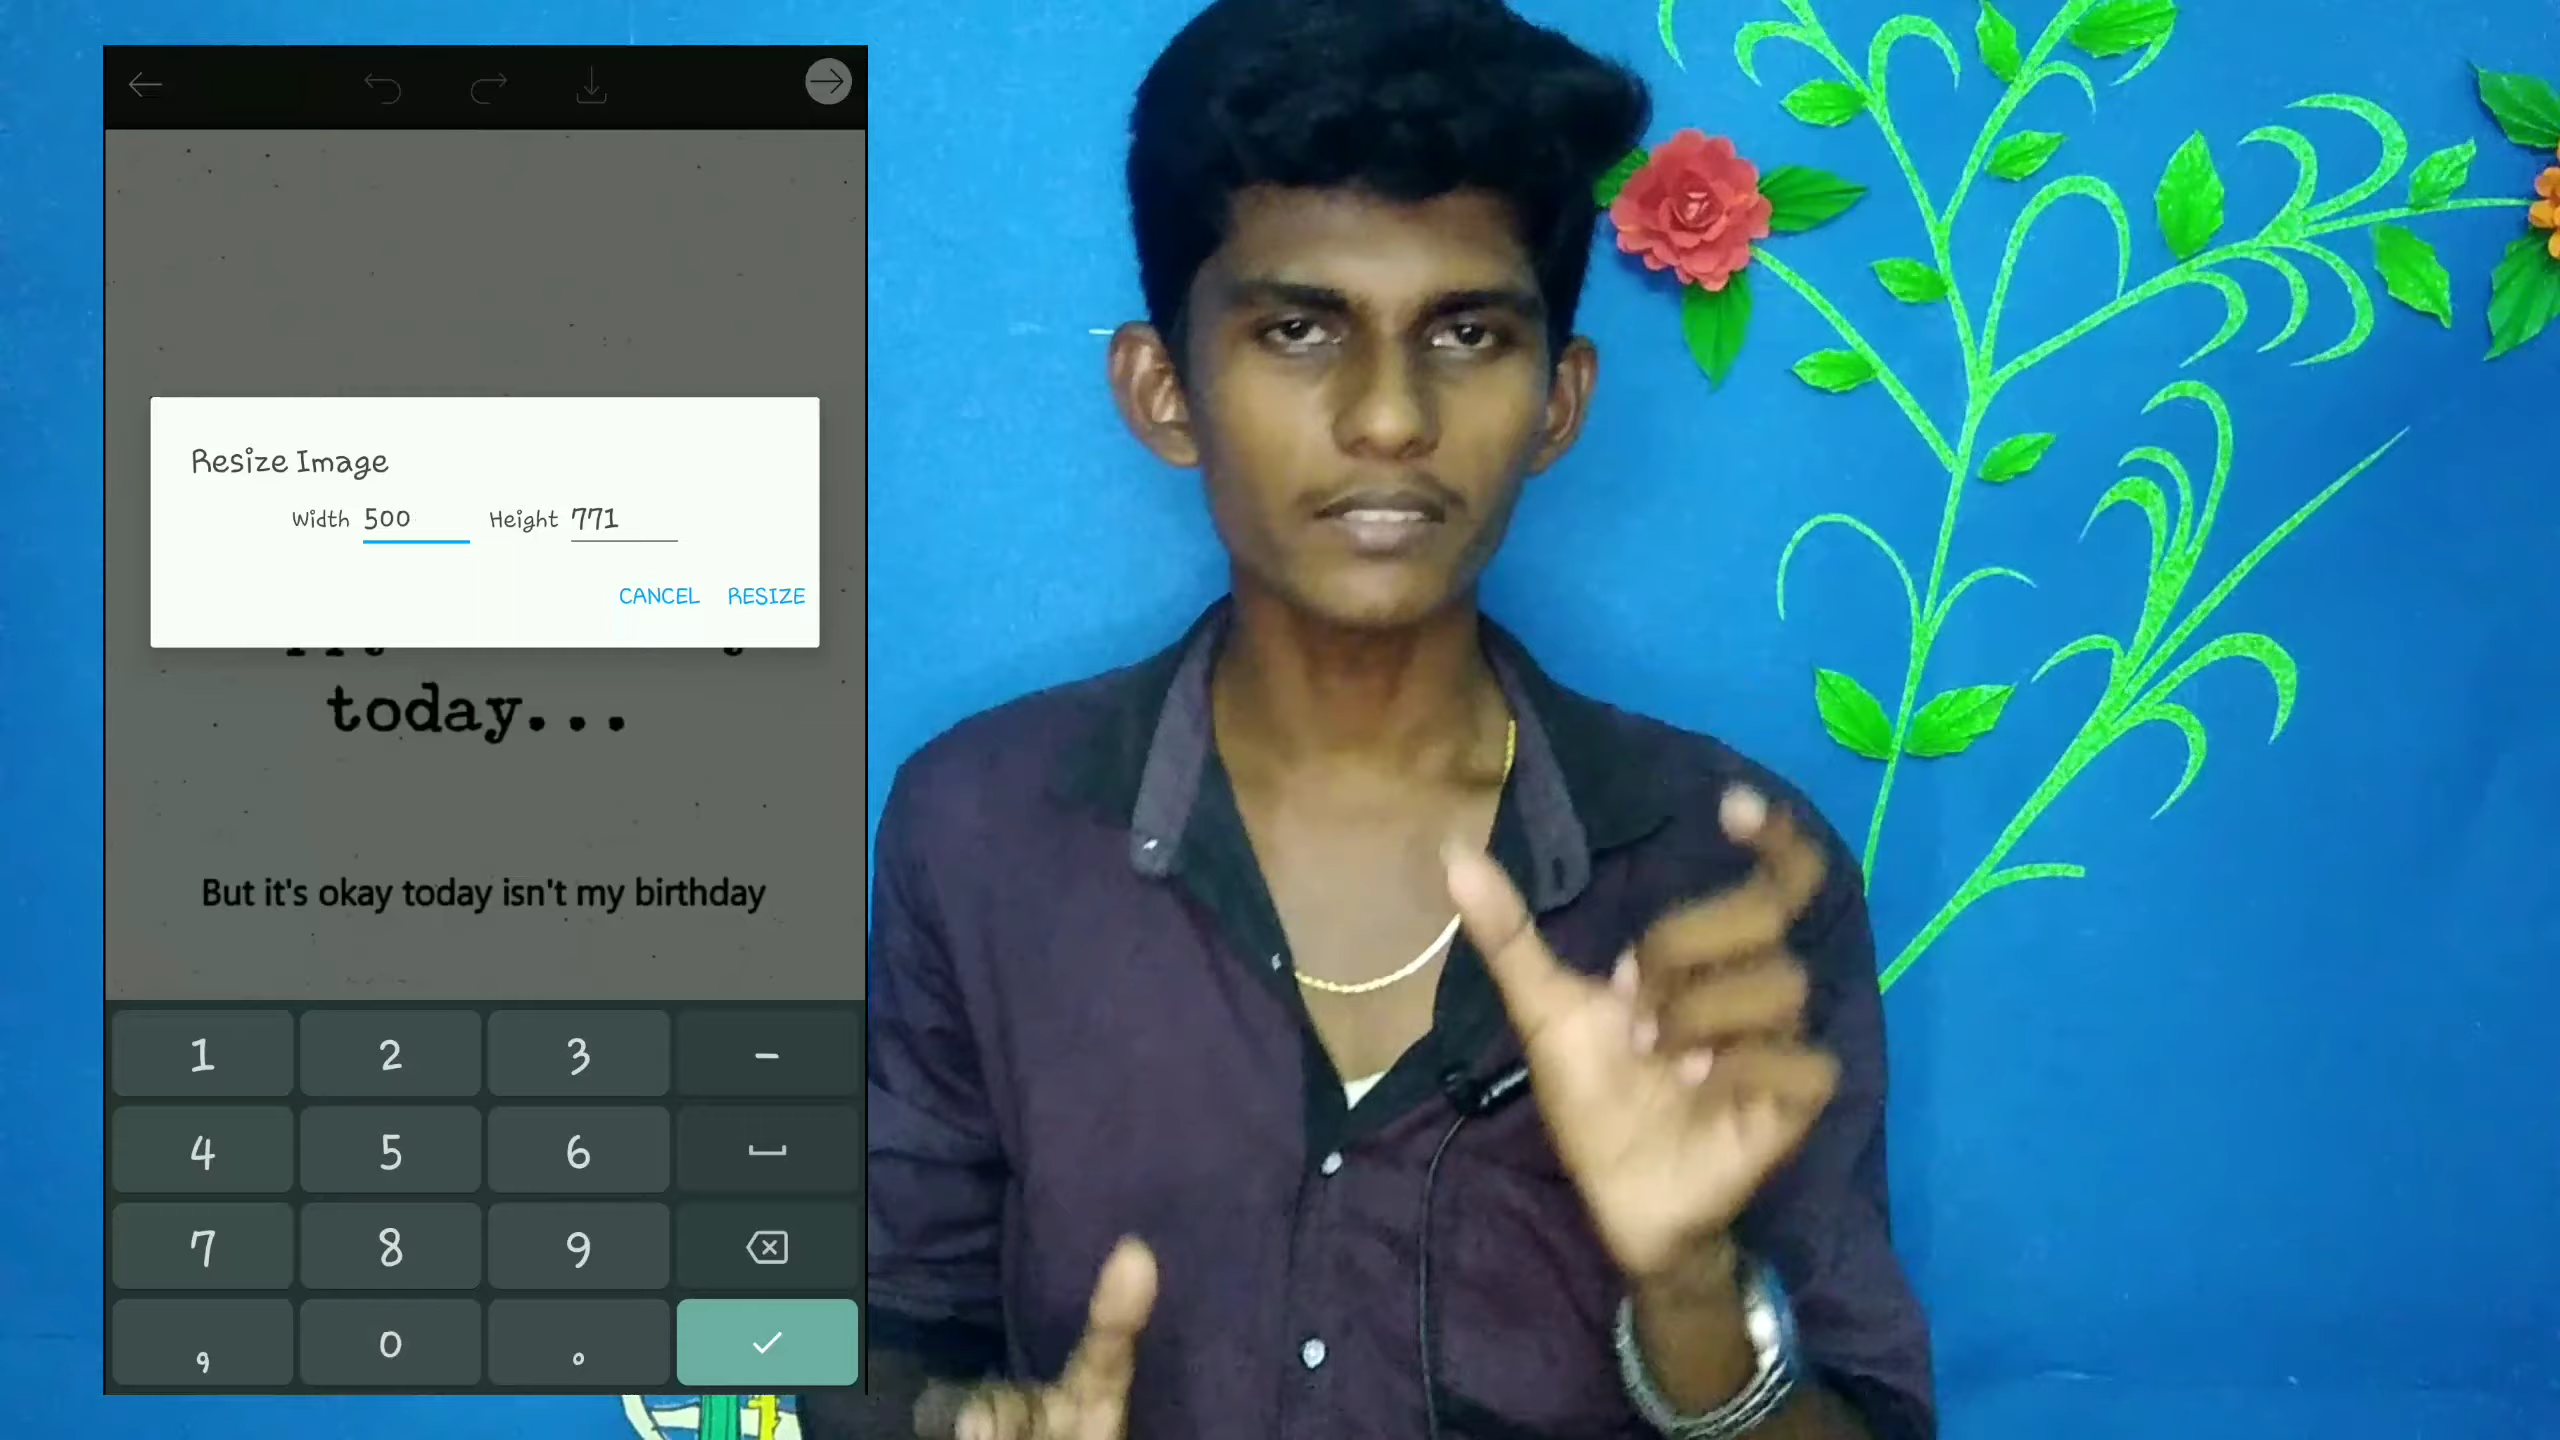 Resize Image
Width 500 Height 771
CANCEL RESIZE
today...
But it's okay today isn't my birthday
1 2 3 -
4 5 6
7 8 9
, 0 .